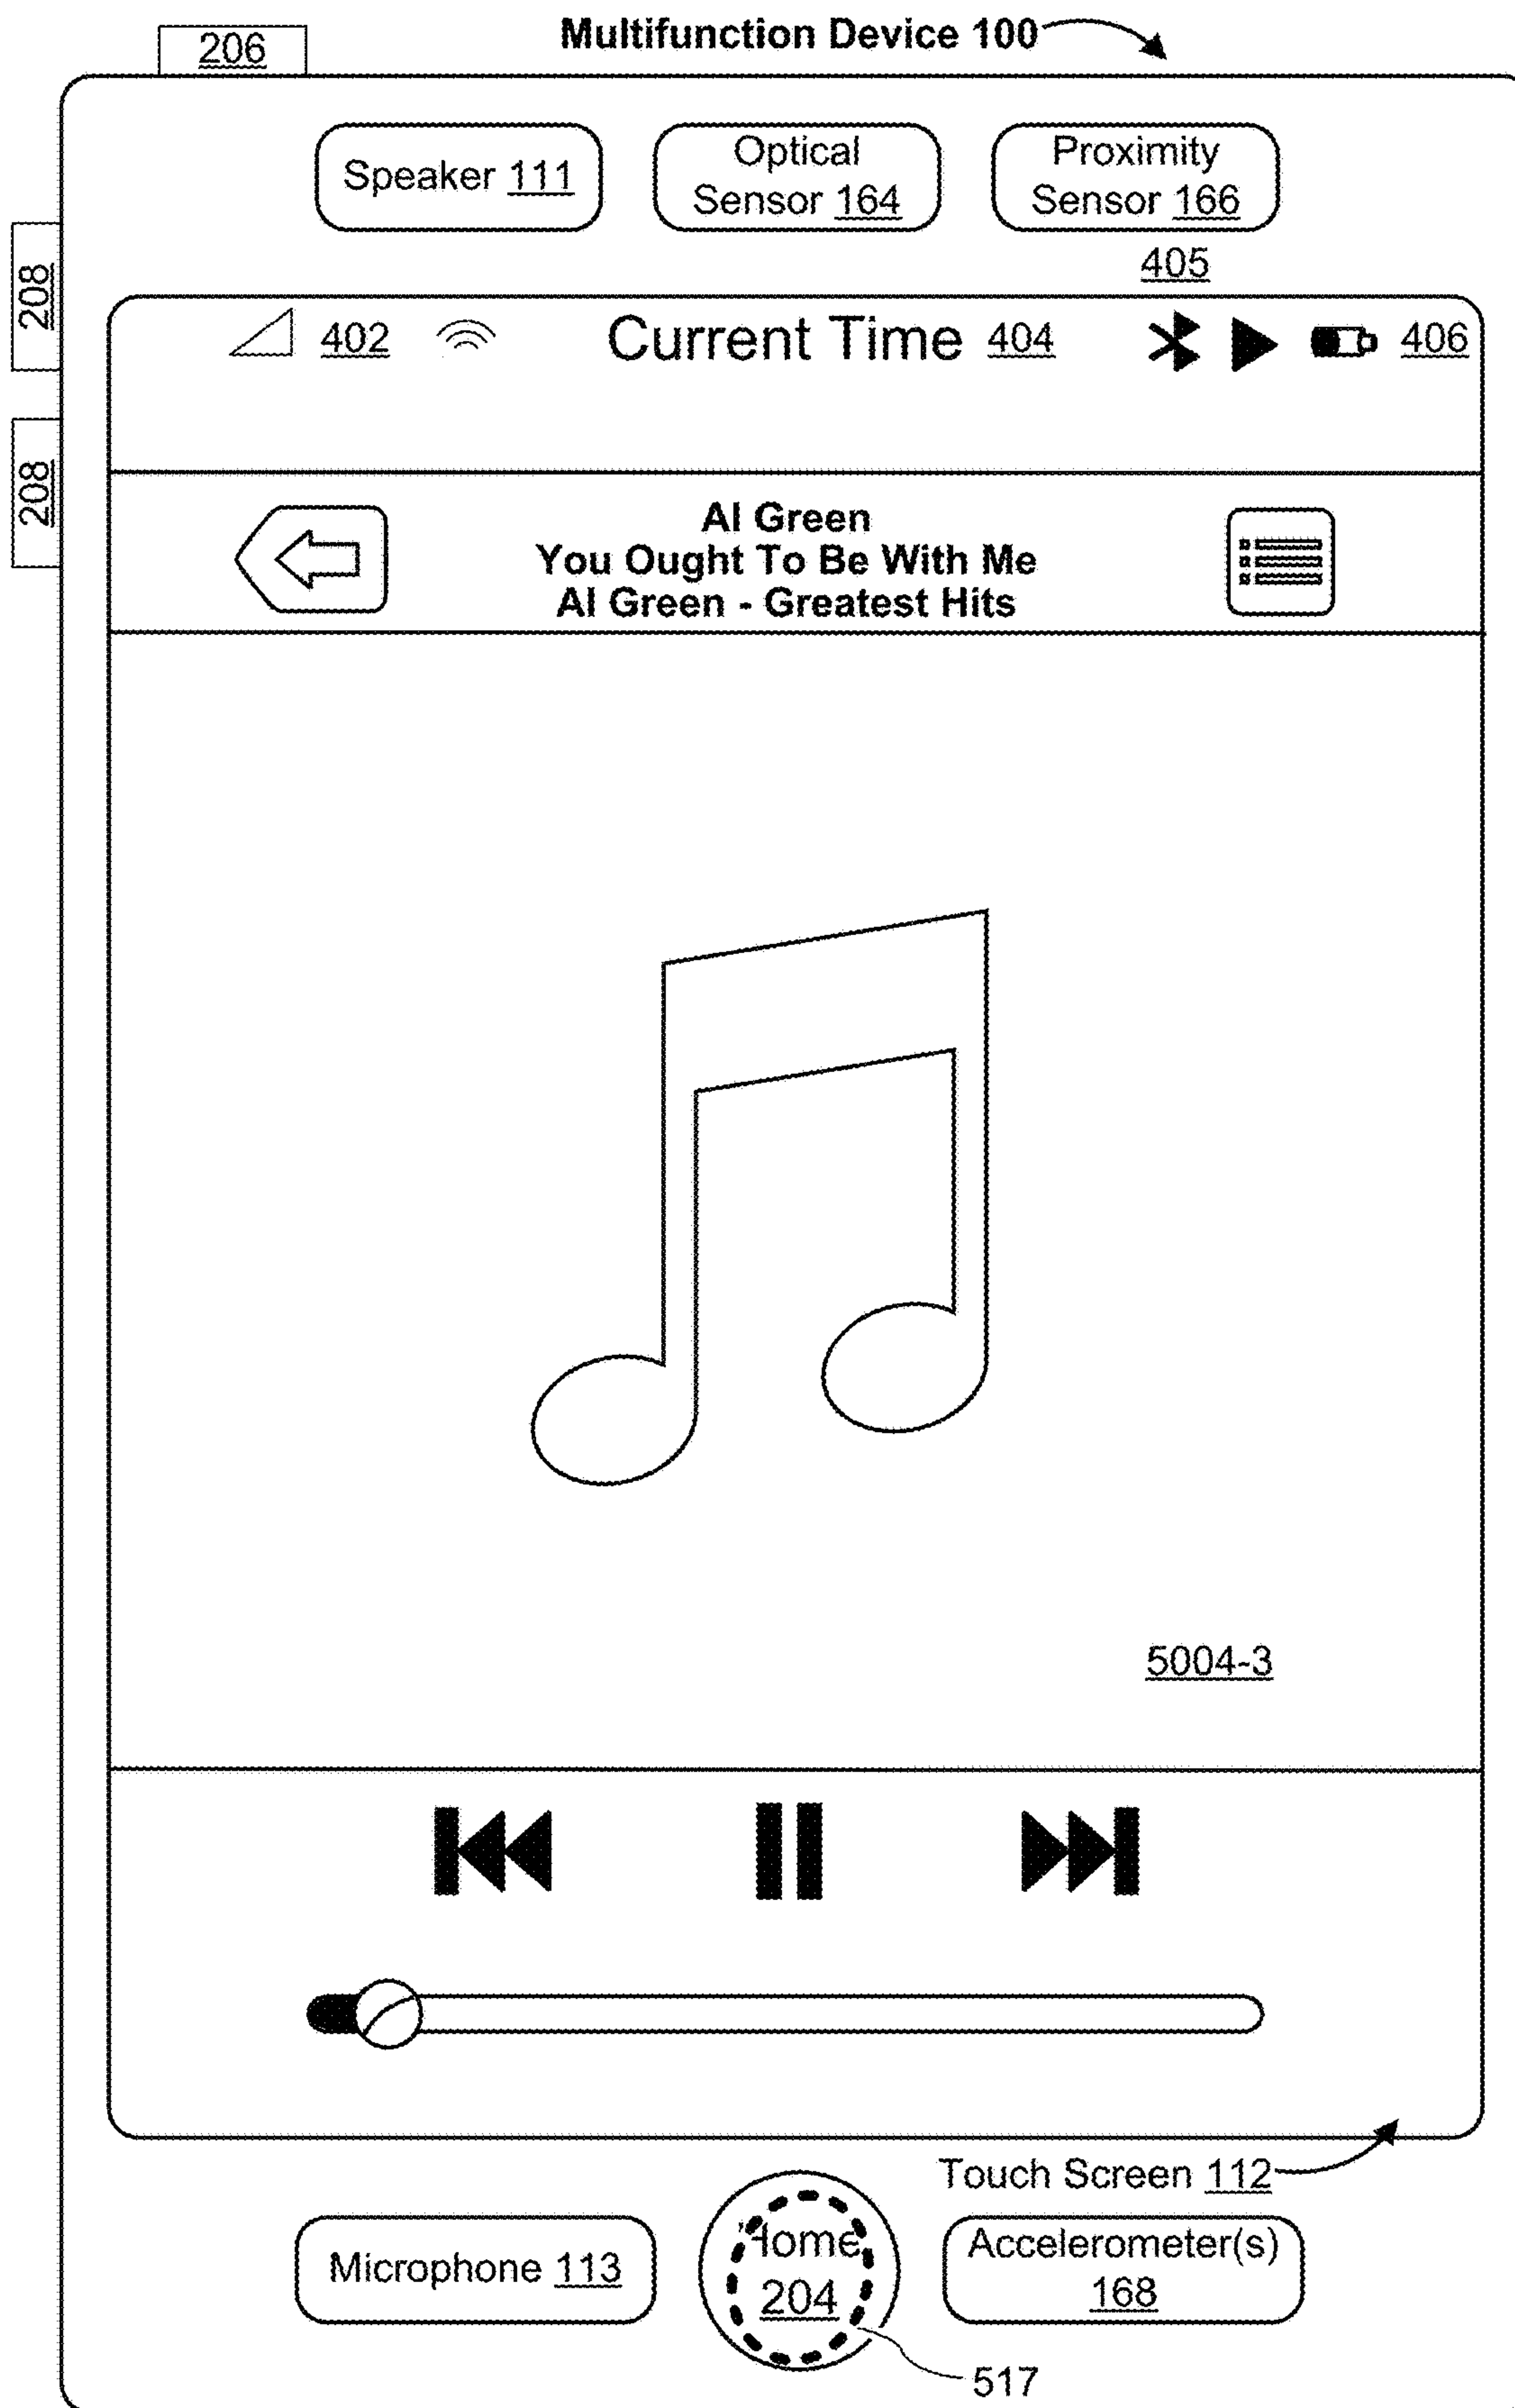 Multifunction Device 100
206
Speaker 111
Optical
Sensor 164
Proximity
Sensor 166
405
208
402
Current Time 404
406
208
Al Green
You Ought To Be With Me
Al Green - Greatest Hits
5004-3
Touch Screen 112
Microphone 113
Home
204
Accelerometer(s)
168
517